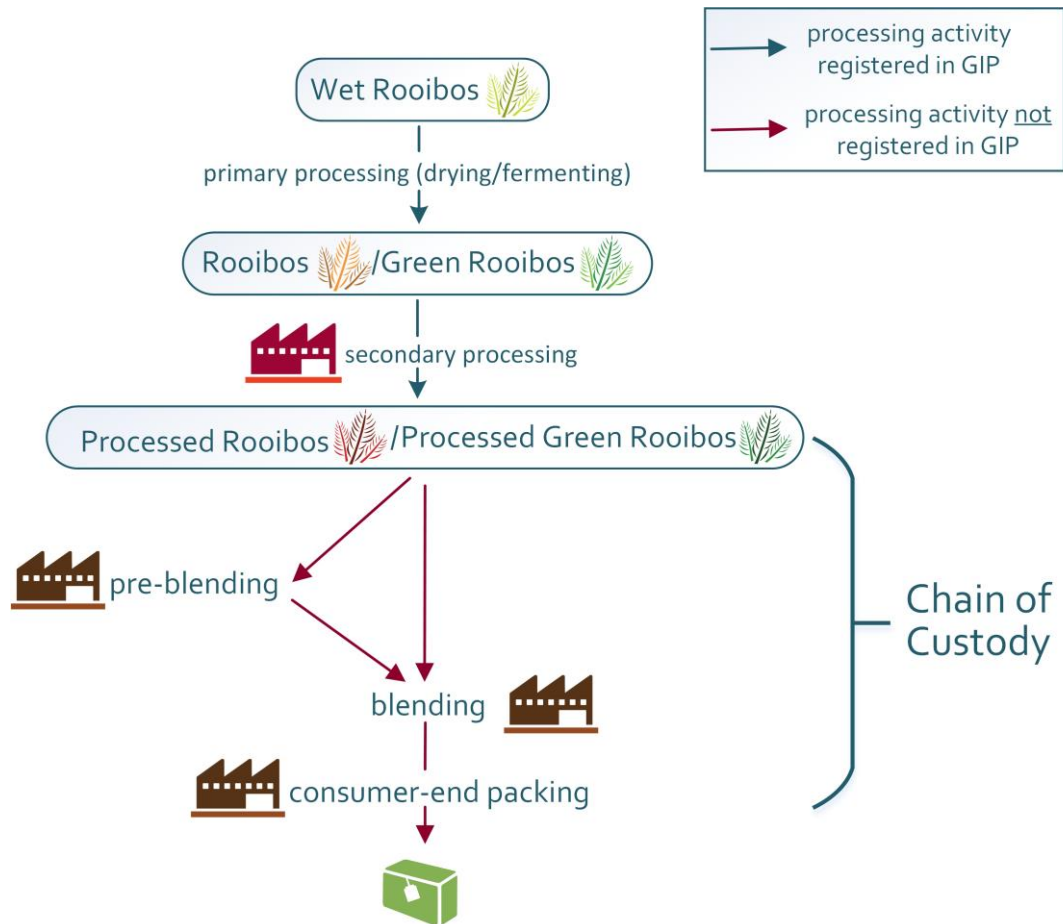 processing activity
registered in GIP
processing activity not
registered in GIP
Wet Rooibos
primary processing (drying/fermenting)
Rooibos /Green Rooibos
secondary processing
Processed Rooibos /Processed Green Rooibos
pre-blending
Chain of
Custody
blending
consumer-end packing